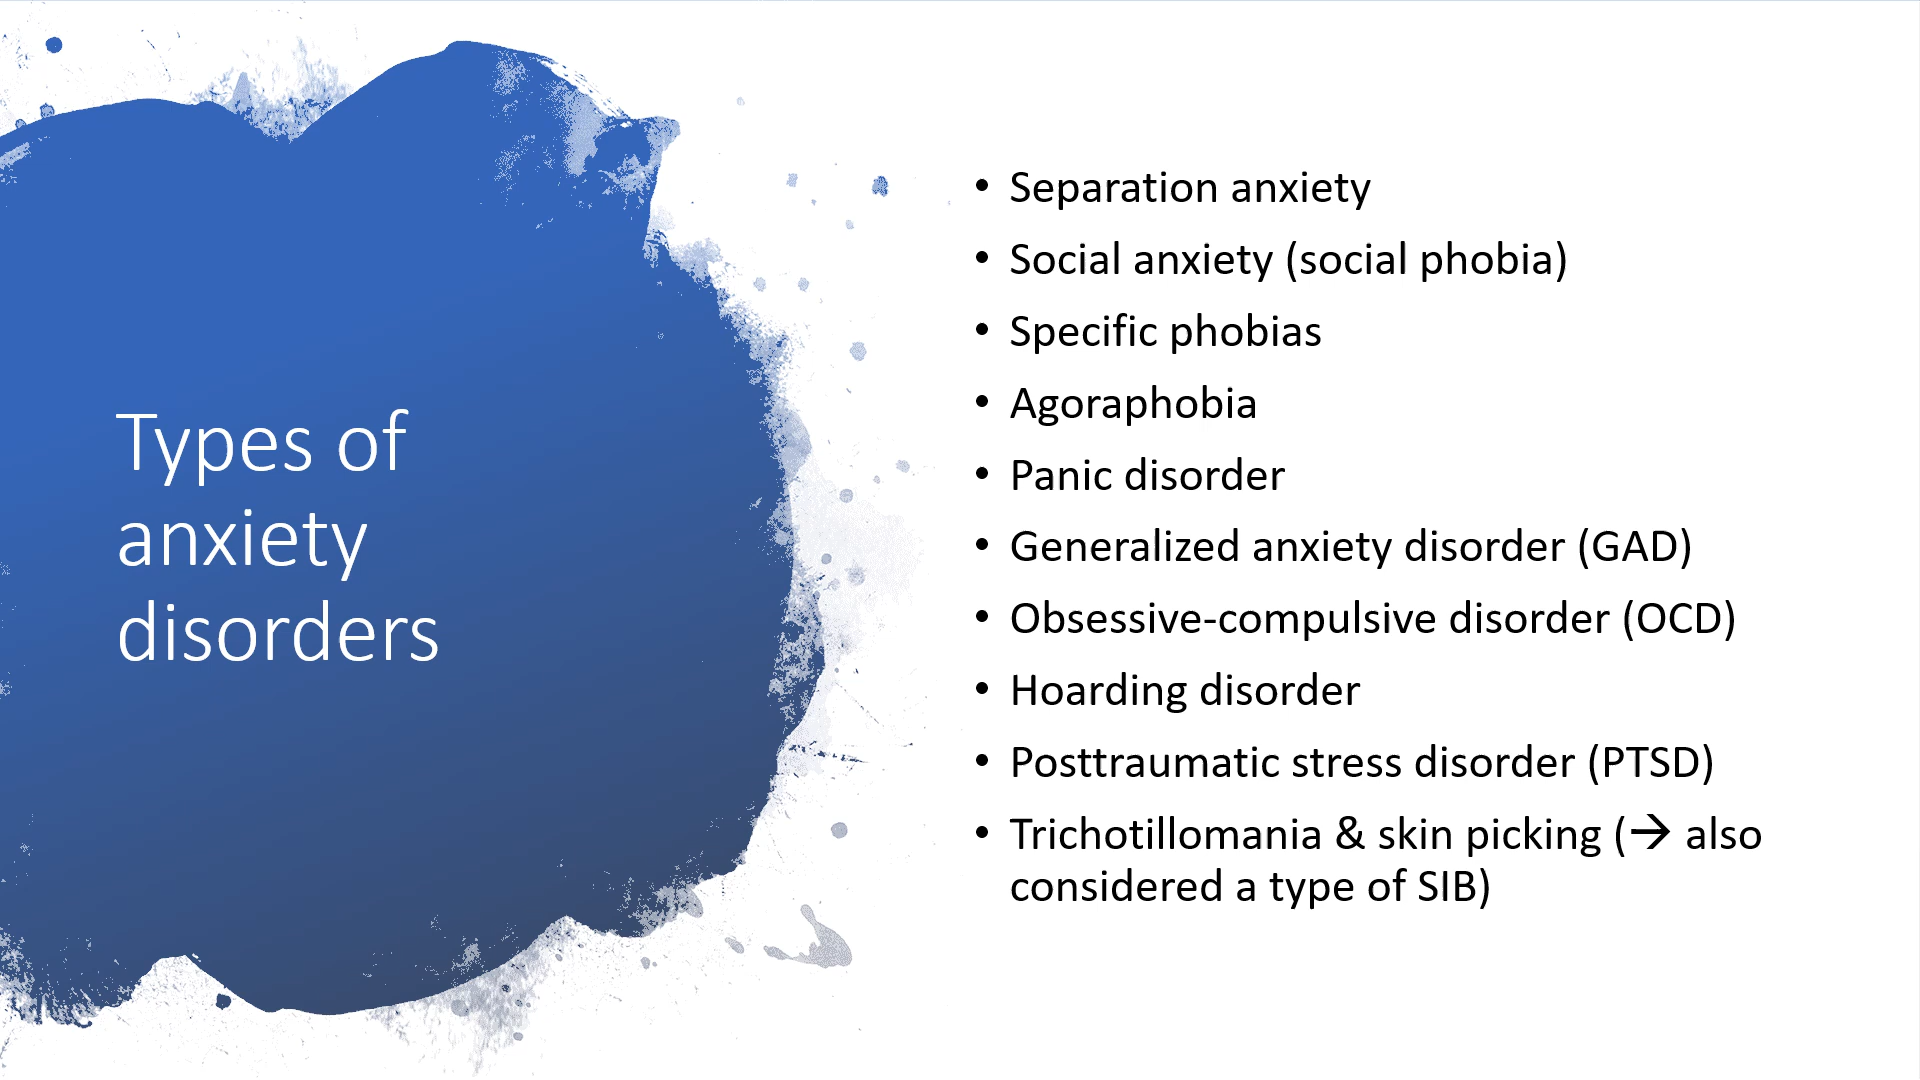 Types of
anxiety
disorders
• Separation anxiety
• Social anxiety (social phobia)
• Specific phobias
• Agoraphobia
• Panic disorder
• Generalized anxiety disorder (GAD)
• Obsessive-compulsive disorder (OCD)
• Hoarding disorder
• Posttraumatic stress disorder (PTSD)
• Trichotillomania & skin picking (→ also
considered a type of SIB)